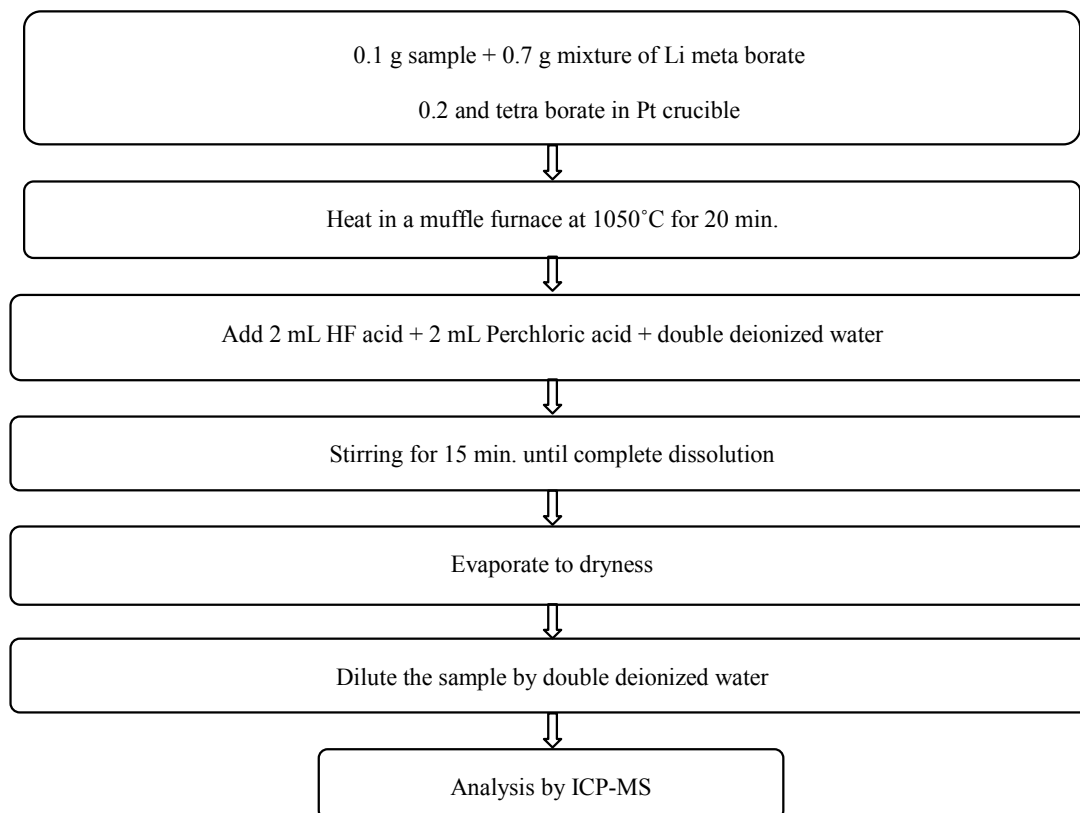 0.1 g sample + 0.7 g mixture of Li meta borate
0.2 and tetra borate in Pt crucible
Heat in a muffle furnace at 1050˚C for 20 min.
Add 2 mL HF acid + 2 mL Perchloric acid + double deionized water
Stirring for 15 min. until complete dissolution
Evaporate to dryness
Dilute the sample by double deionized water
Analysis by ICP-MS